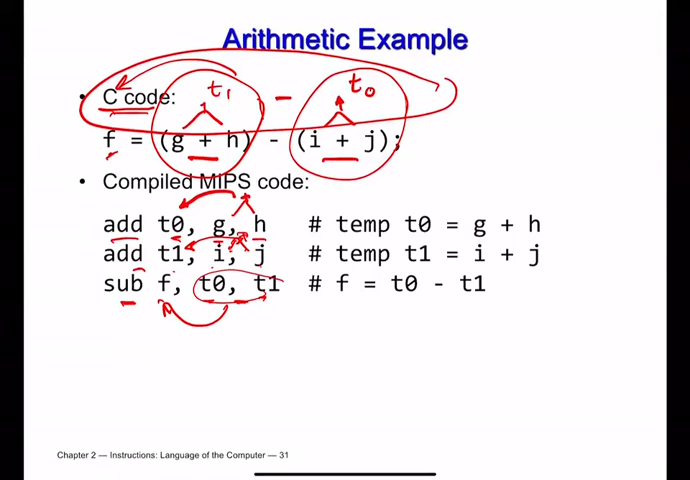 Arithmetic Example
• C code:
t1 - t0
f = (g + h) - (i + j);
• Compiled MIPS code:
add t0, g, h # temp t0 = g + h
add t1, i, j # temp t1 = i + j
sub f, t0, t1 # f = t0 - t1
Chapter 2 — Instructions: Language of the Computer — 31